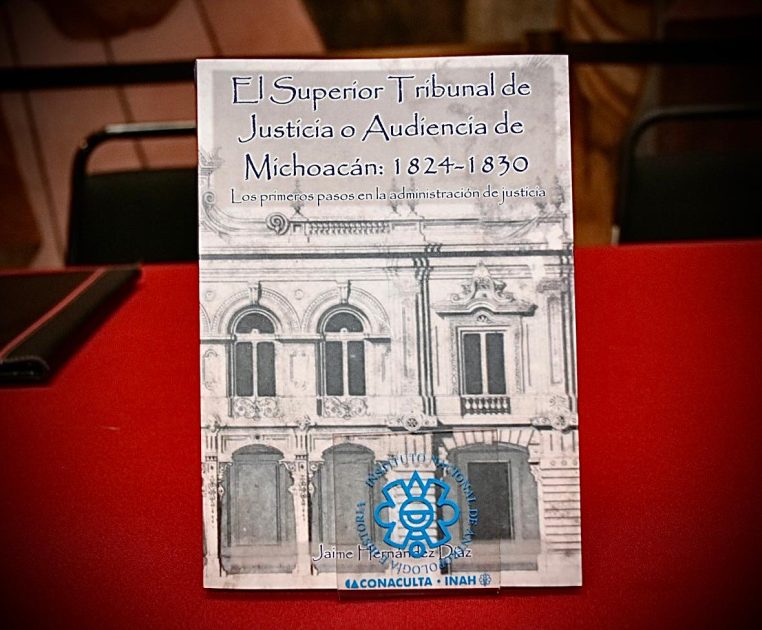 El Superior Tribunal de
Justicia o Audiencia de
Michoacán: 1824-1830
Los primeros pasos en la administración de justicia
INSTITUTO NACIONAL DE ANTROPOLOGÍA E HISTORIA
Jaime Hernández Díaz
CONACULTA · INAH